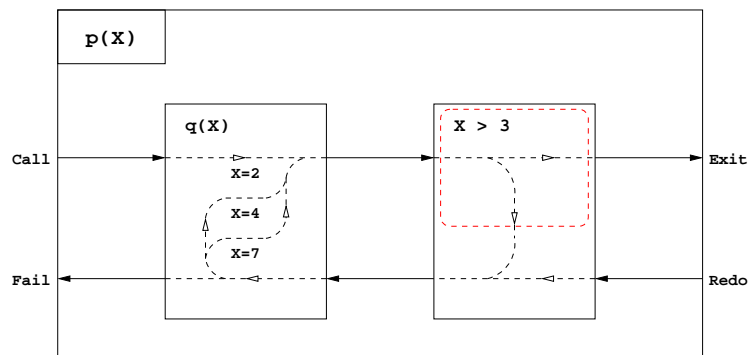 p(X)
q(X)
X > 3
Call
X=2
Exit
X=4
X=7
Fail
Redo